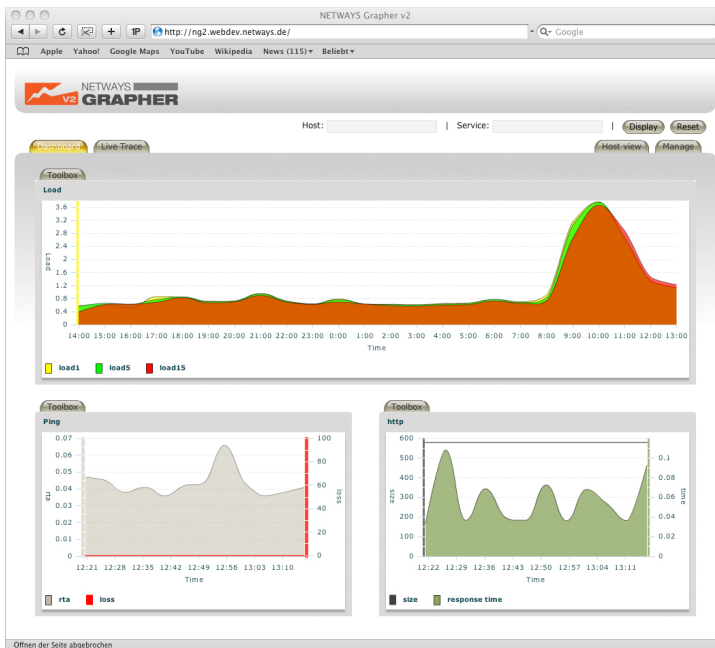 NETWAYS Grapher v2
1P http://ng2.webdev.netways.de/ Google
Apple Yahoo! Google Maps YouTube Wikipedia News (115) Beliebt
NETWAYS
V2 GRAPHER
Host: | Service: | Display Reset
Dashboard Live Trace Host view Manage
Toolbox
Load
3.6
3.2
2.8
2.4
2
1.6
1.2
0.8
0.4
0
Load
14:00 15:00 16:00 17:00 18:00 19:00 20:00 21:00 22:00 23:00 0:00 1:00 2:00 3:00 4:00 5:00 6:00 7:00 8:00 9:00 10:00 11:00 12:00 13:00
Time
load1 load5 load15
Toolbox
Ping
0.07
0.06
0.05
0.04
0.03
0.02
0.01
0
rta
100
80
60
40
20
0
loss
12:21 12:28 12:35 12:42 12:49 12:56 13:03 13:10
Time
rta loss
Toolbox
http
600
500
400
300
200
100
0
size
0.1
0.08
0.06
0.04
0.02
0
time
12:22 12:29 12:36 12:43 12:50 12:57 13:04 13:11
Time
size response time
Öffnen der Seite abgebrochen